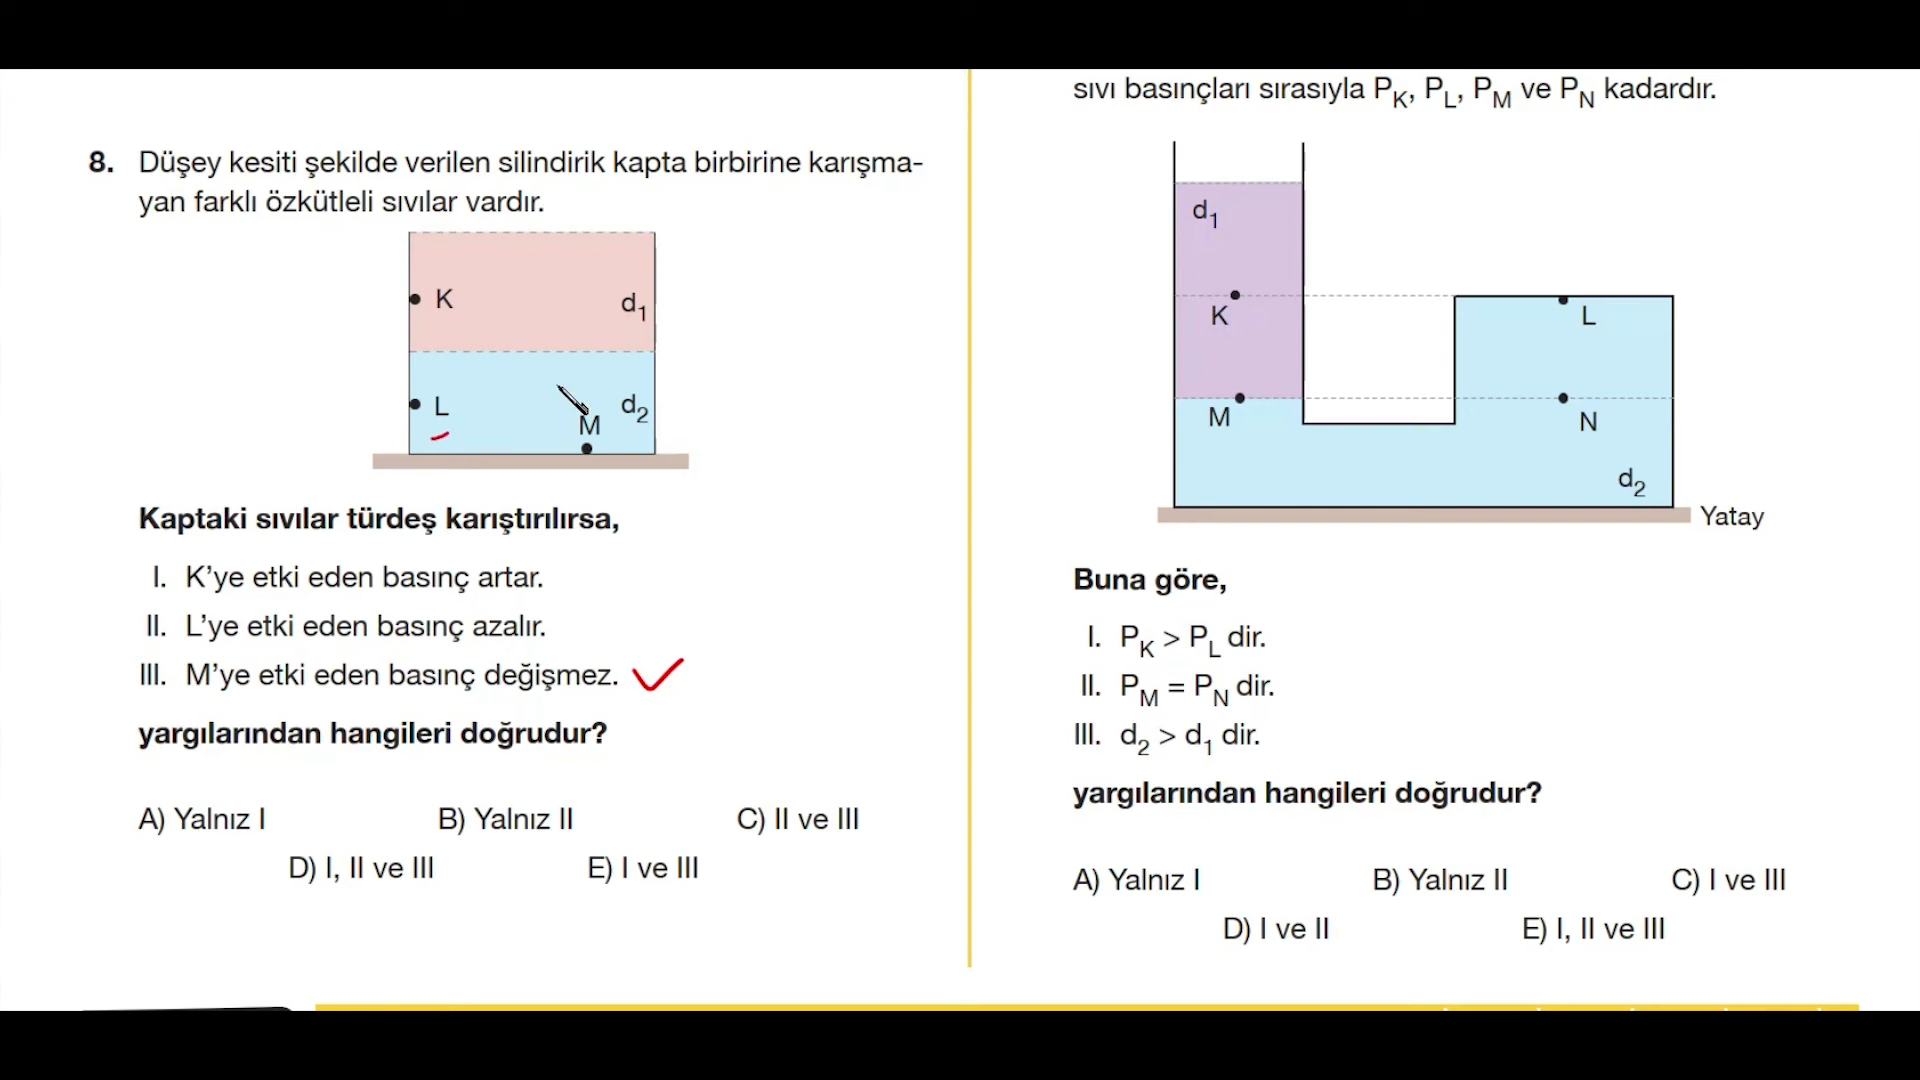 8. Düşey kesiti şekilde verilen silindirik kapta birbirine karışma-
yan farklı özkütleli sıvılar vardır.
K
d1
L
M
d2
Kaptaki sıvılar türdeş karıştırılırsa,
I. K'ye etki eden basınç artar.
II. L'ye etki eden basınç azalır.
III. M'ye etki eden basınç değişmez.
yargılarından hangileri doğrudur?
A) Yalnız I B) Yalnız II C) II ve III
D) I, II ve III E) I ve III
sıvı basınçları sırasıyla PK, PL, PM ve PN kadardır.
d1
K
L
M
N
d2
Yatay
Buna göre,
I. PK > PL dir.
II. PM = PN dir.
III. d2 > d1 dir.
yargılarından hangileri doğrudur?
A) Yalnız I B) Yalnız II C) I ve III
D) I ve II E) I, II ve III